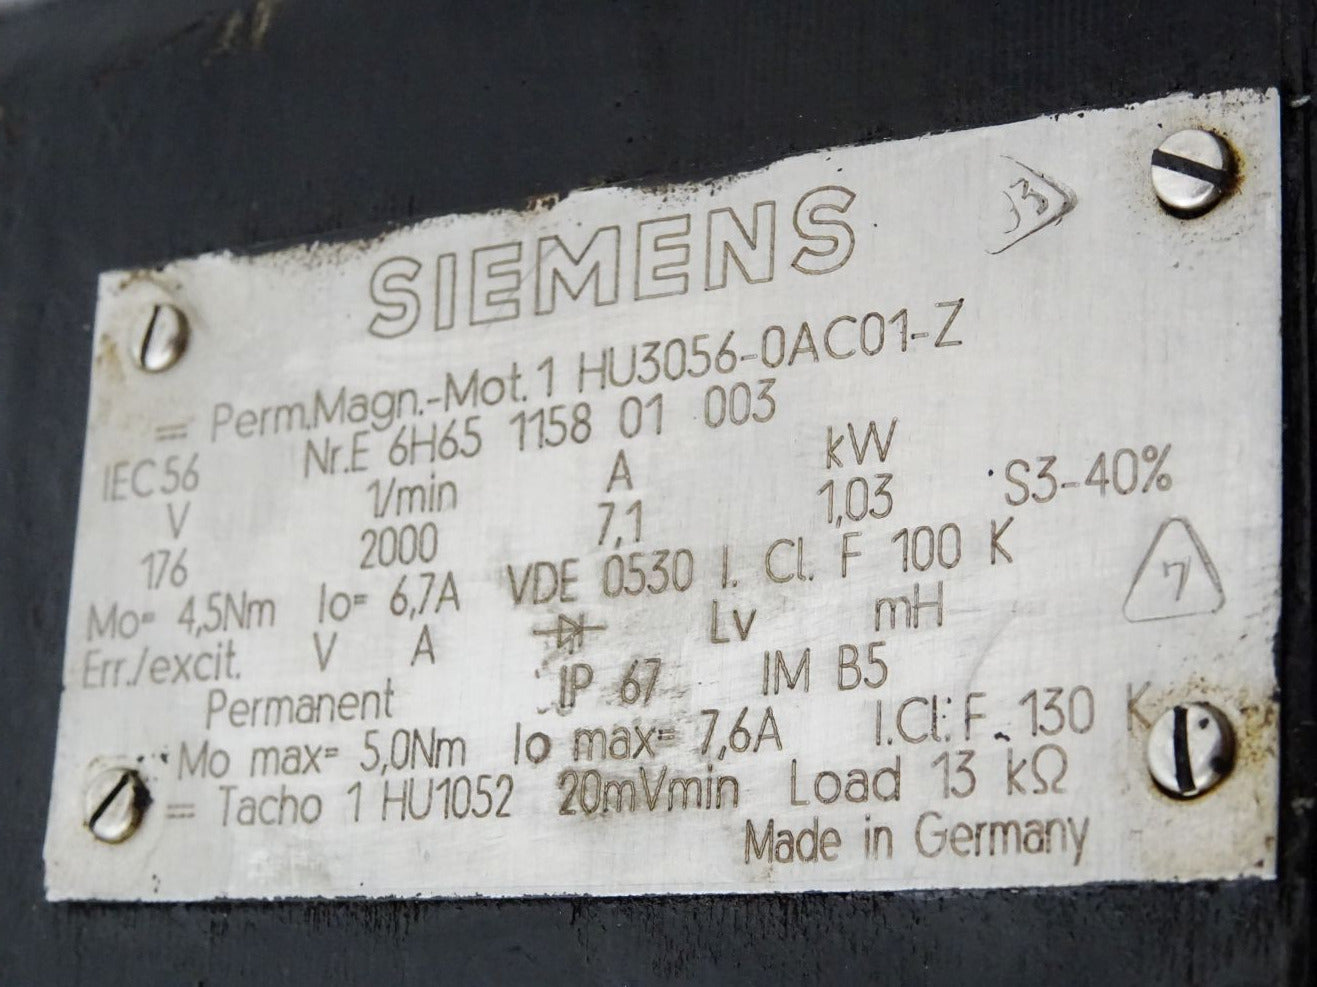 SIEMENS
= Perm.Magn.-Mot. 1 HU3056-0AC01-Z
IEC 56 Nr.E 6H65 1158 01 003
V 1/min A kW
176 2000 7,1 1,03 S3-40%
Mo= 4,5Nm Io= 6,7A VDE 0530 I. Cl. F 100 K
7
Err./excit. V A Lv mH
Permanent IP 67 IM B5
Mo max= 5,0Nm Io max= 7,6A I.Cl. F 130 K
= Tacho 1 HU1052 20mVmin Load 13 kΩ
Made in Germany